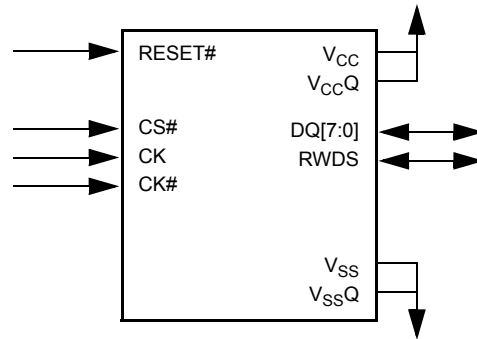 RESET#
CS#
CK
CK#
VCC
VCCQ
DQ[7:0]
RWDS
VSS
VSSQ